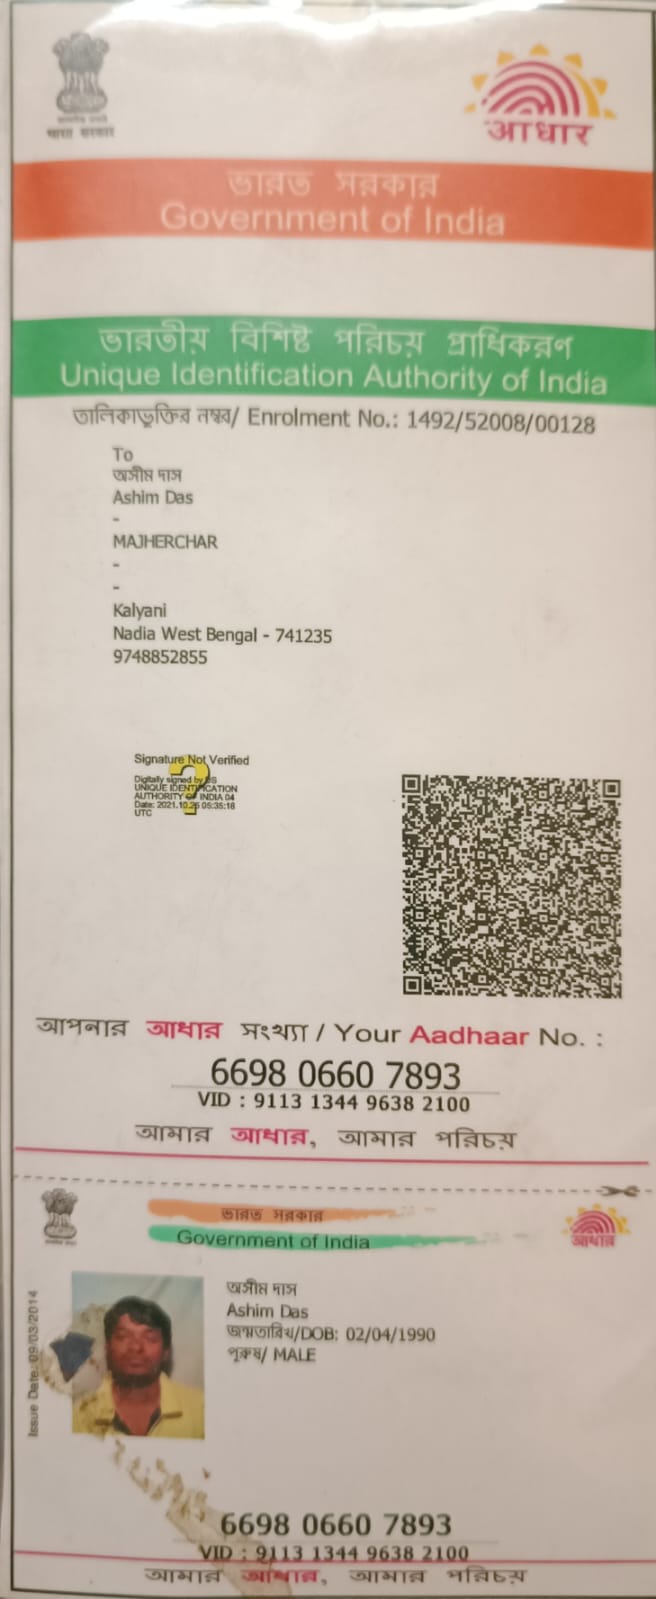 भारत सरकार
आधार
ভারত সরকার
Government of India
ভারতীয় বিশিষ্ট পরিচয় প্রাধিকরণ
Unique Identification Authority of India
তালিকাভুক্তির নম্বর/ Enrolment No.: 1492/52008/00128
To
অসীম দাস
Ashim Das
-
MAJHERCHAR
-
-
Kalyani
Nadia West Bengal - 741235
9748852855
Signature Not Verified
Digitally signed by DS
UNIQUE IDENTIFICATION
AUTHORITY OF INDIA 04
Date: 2021.10.25 05:35:18
UTC
আপনার আধার সংখ্যা / Your Aadhaar No. :
6698 0660 7893
VID : 9113 1344 9638 2100
আমার আধার, আমার পরিচয়
ভারত সরকার
Government of India
আধার
Issue Date: 09/03/2014
অসীম দাস
Ashim Das
জন্মতারিখ/DOB: 02/04/1990
পুরুষ/ MALE
6698 0660 7893
VID : 9113 1344 9638 2100
আমার আধার, আমার পরিচয়